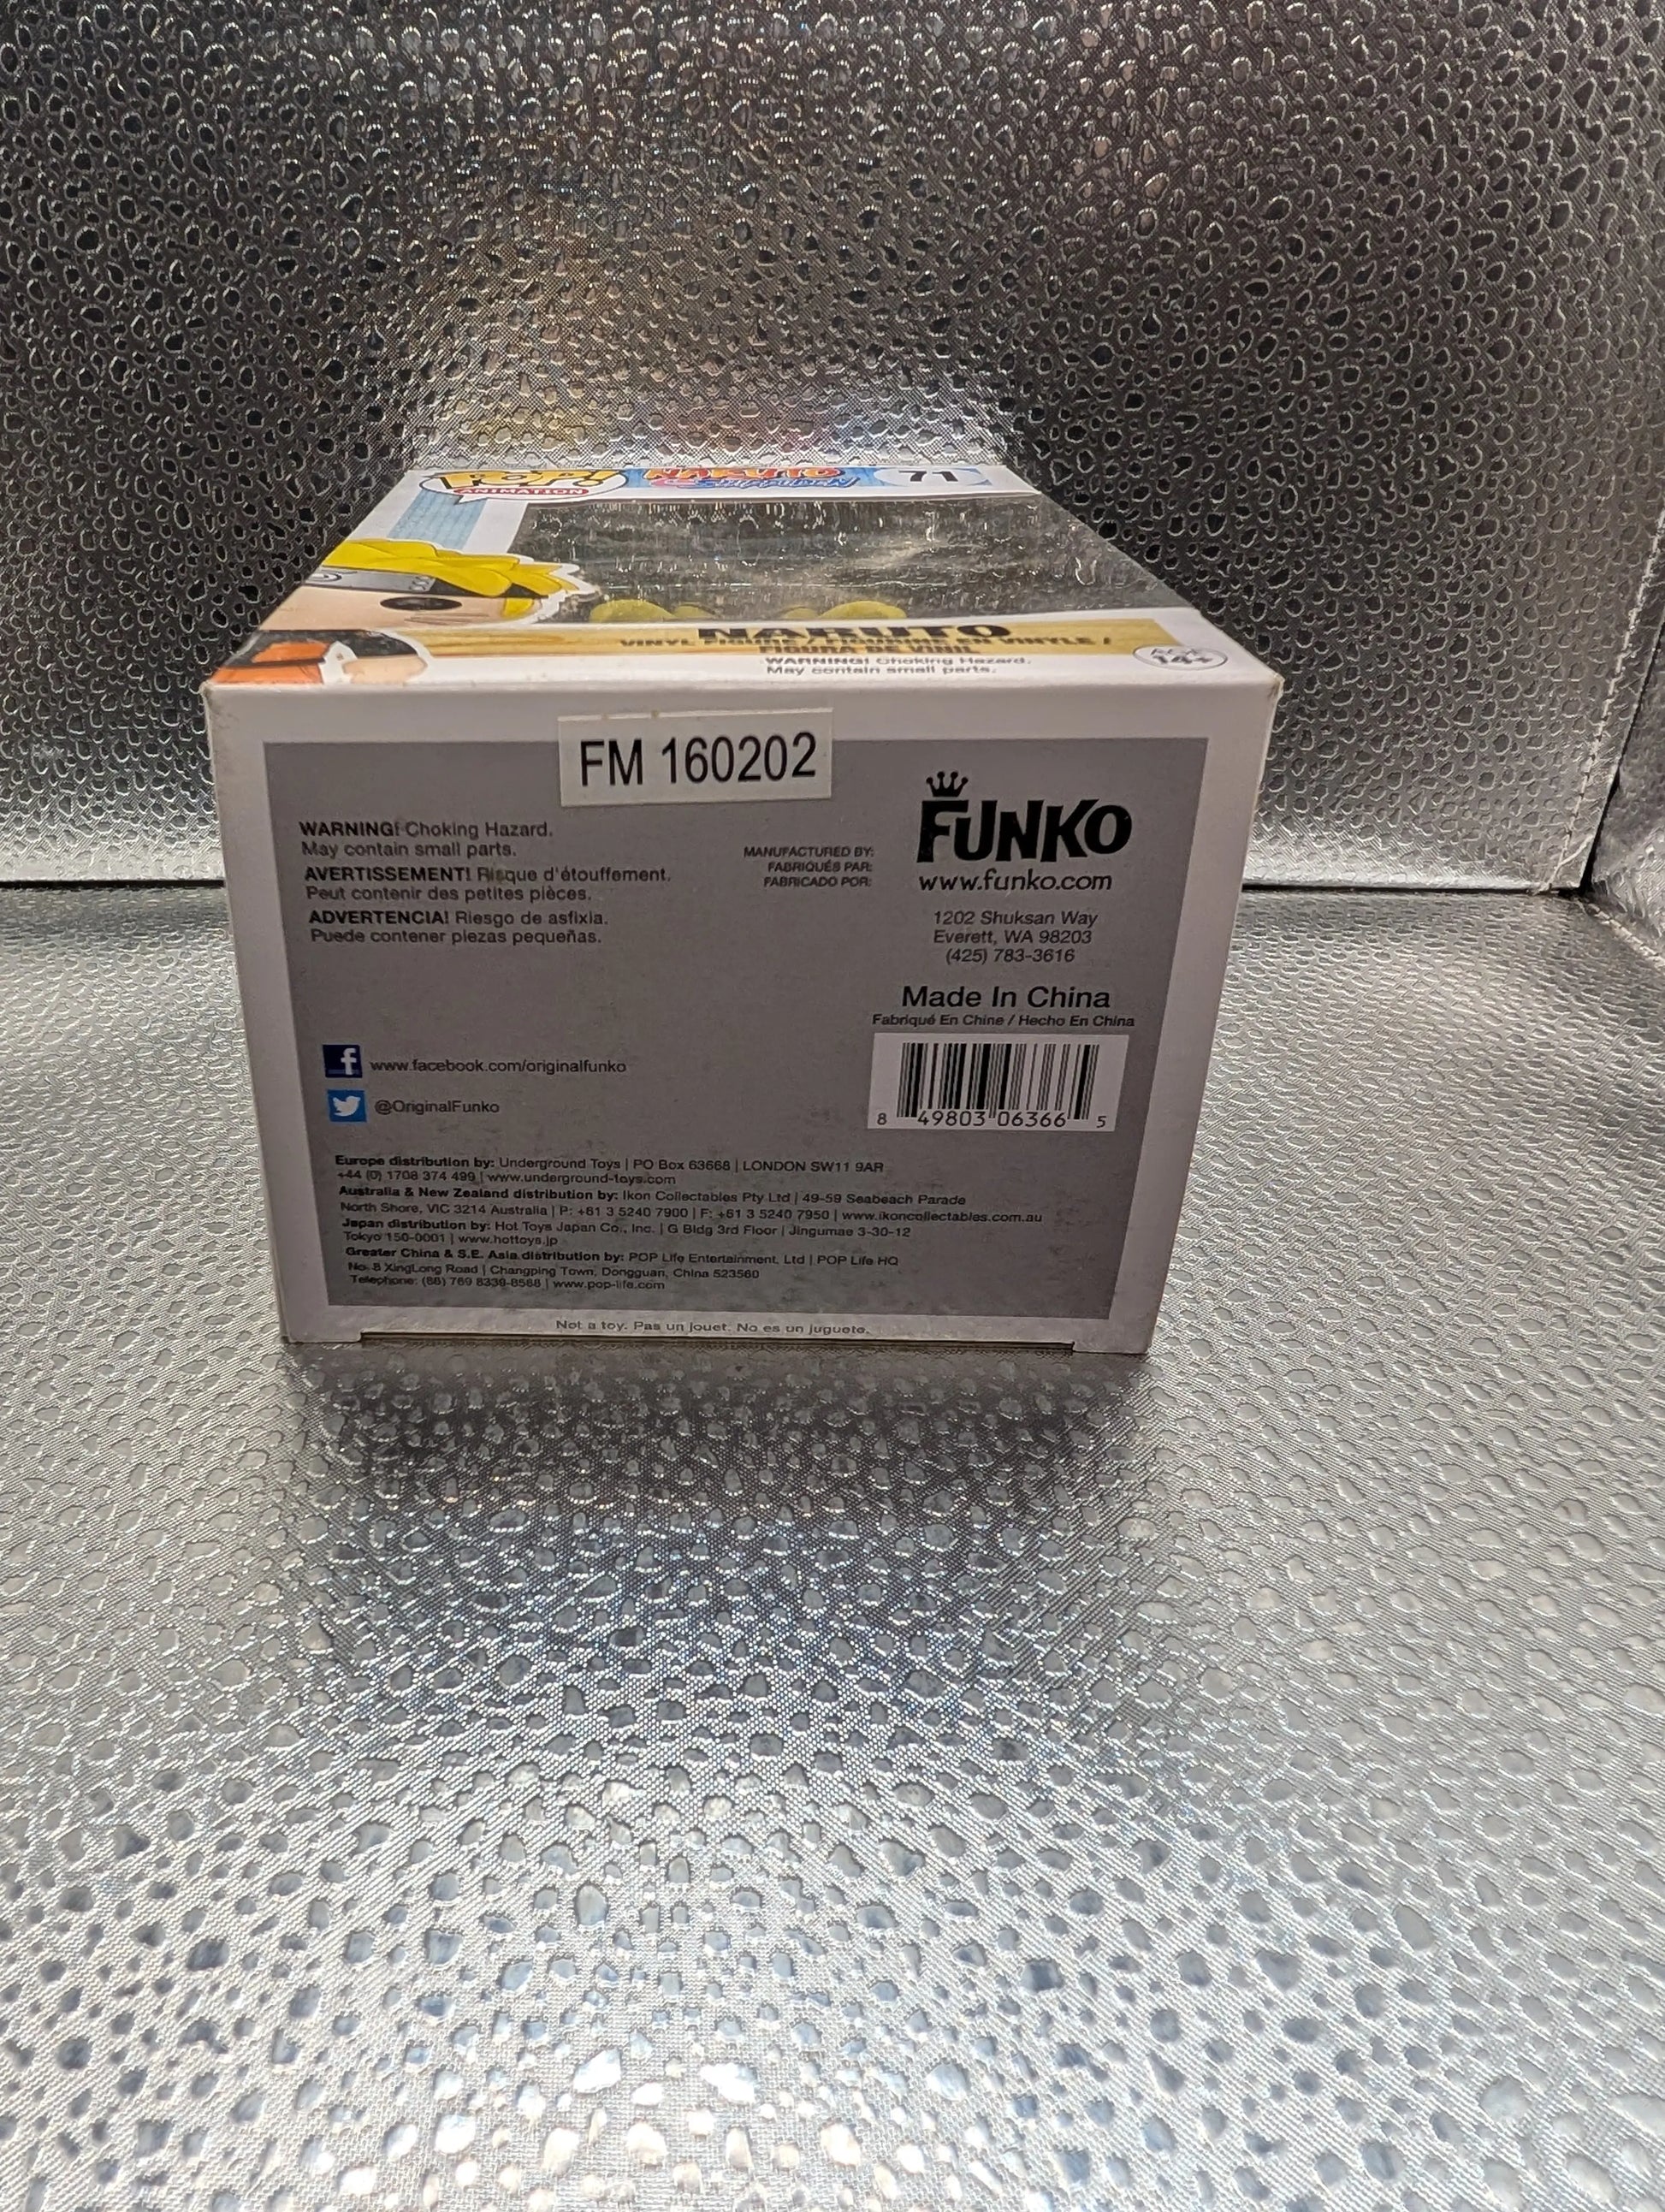 POP!
ANIMATION
NARUTO
SHIPPUDEN
71
NARUTO
VINYL FIGURE / FIGURINE EN VINYLE /
FIGURA DE VINIL
WARNING! Choking Hazard.
May contain small parts.
AGE
14+
FM 160202
WARNING! Choking Hazard.
May contain small parts.
AVERTISSEMENT! Risque d'étouffement.
Peut contenir des petites pièces.
ADVERTENCIA! Riesgo de asfixia.
Puede contener piezas pequeñas.
MANUFACTURED BY:
FABRIQUÉS PAR:
FABRICADO POR:
FUNKO
www.funko.com
1202 Shuksan Way
Everett, WA 98203
(425) 783-3616
Made In China
Fabriqué En Chine / Hecho En China
8 49803 06366 5
f www.facebook.com/originalfunko
@OriginalFunko
Europe distribution by: Underground Toys | PO Box 63668 | LONDON SW11 9AR
+44 (0) 1708 374 499 | www.underground-toys.com
Australia & New Zealand distribution by: Ikon Collectables Pty Ltd | 49-59 Seabeach Parade
North Shore, VIC 3214 Australia | P: +61 3 5240 7900 | F: +61 3 5240 7950 | www.ikoncollectables.com.au
Japan distribution by: Hot Toys Japan Co., Inc. | G Bldg 3rd Floor | Jingumae 3-30-12
Tokyo 150-0001 | www.hottoys.jp
Greater China & S.E. Asia distribution by: POP Life Entertainment, Ltd | POP Life HQ
No. 8 XingLong Road | Changping Town, Dongguan, China 523560
Telephone: (86) 769 8339-8568 | www.pop-life.com
Not a toy. Pas un jouet. No es un juguete.